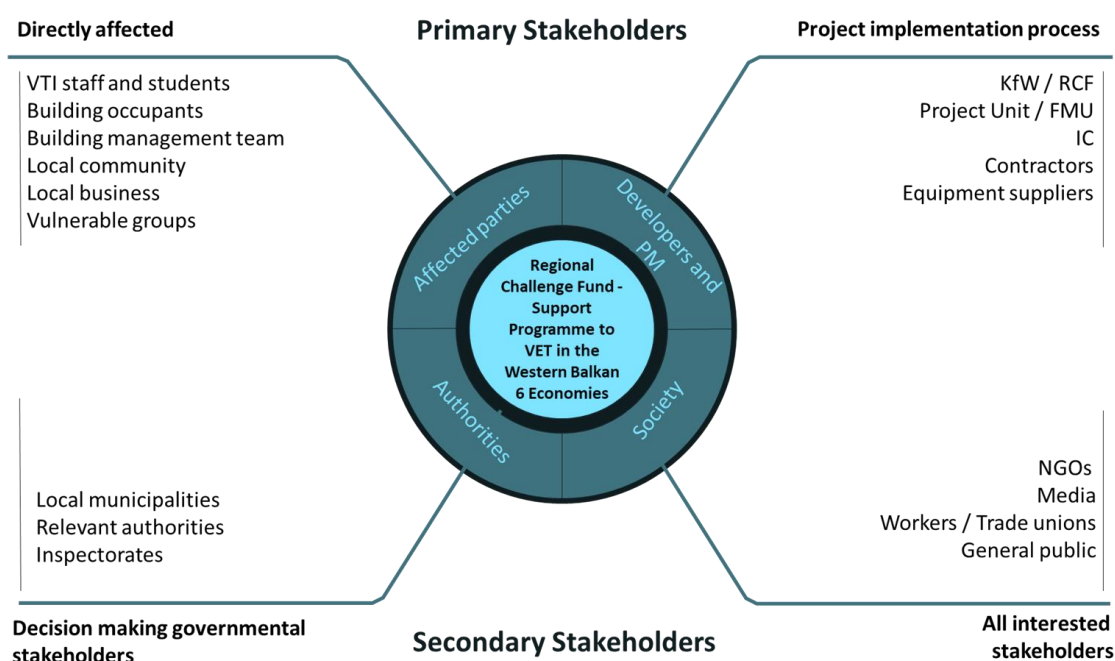 Directly affected
Primary Stakeholders
Project implementation process
VTI staff and students
Building occupants
Building management team
Local community
Local business
Vulnerable groups
KfW / RCF
Project Unit / FMU
IC
Contractors
Equipment suppliers
Affected parties
Developers and
PM
Regional
Challenge Fund -
Support
Programme to
VET in the
Western Balkan
6 Economies
Authorities
Society
Local municipalities
Relevant authorities
Inspectorates
NGOs
Media
Workers / Trade unions
General public
Decision making governmental
stakeholders
Secondary Stakeholders
All interested
stakeholders